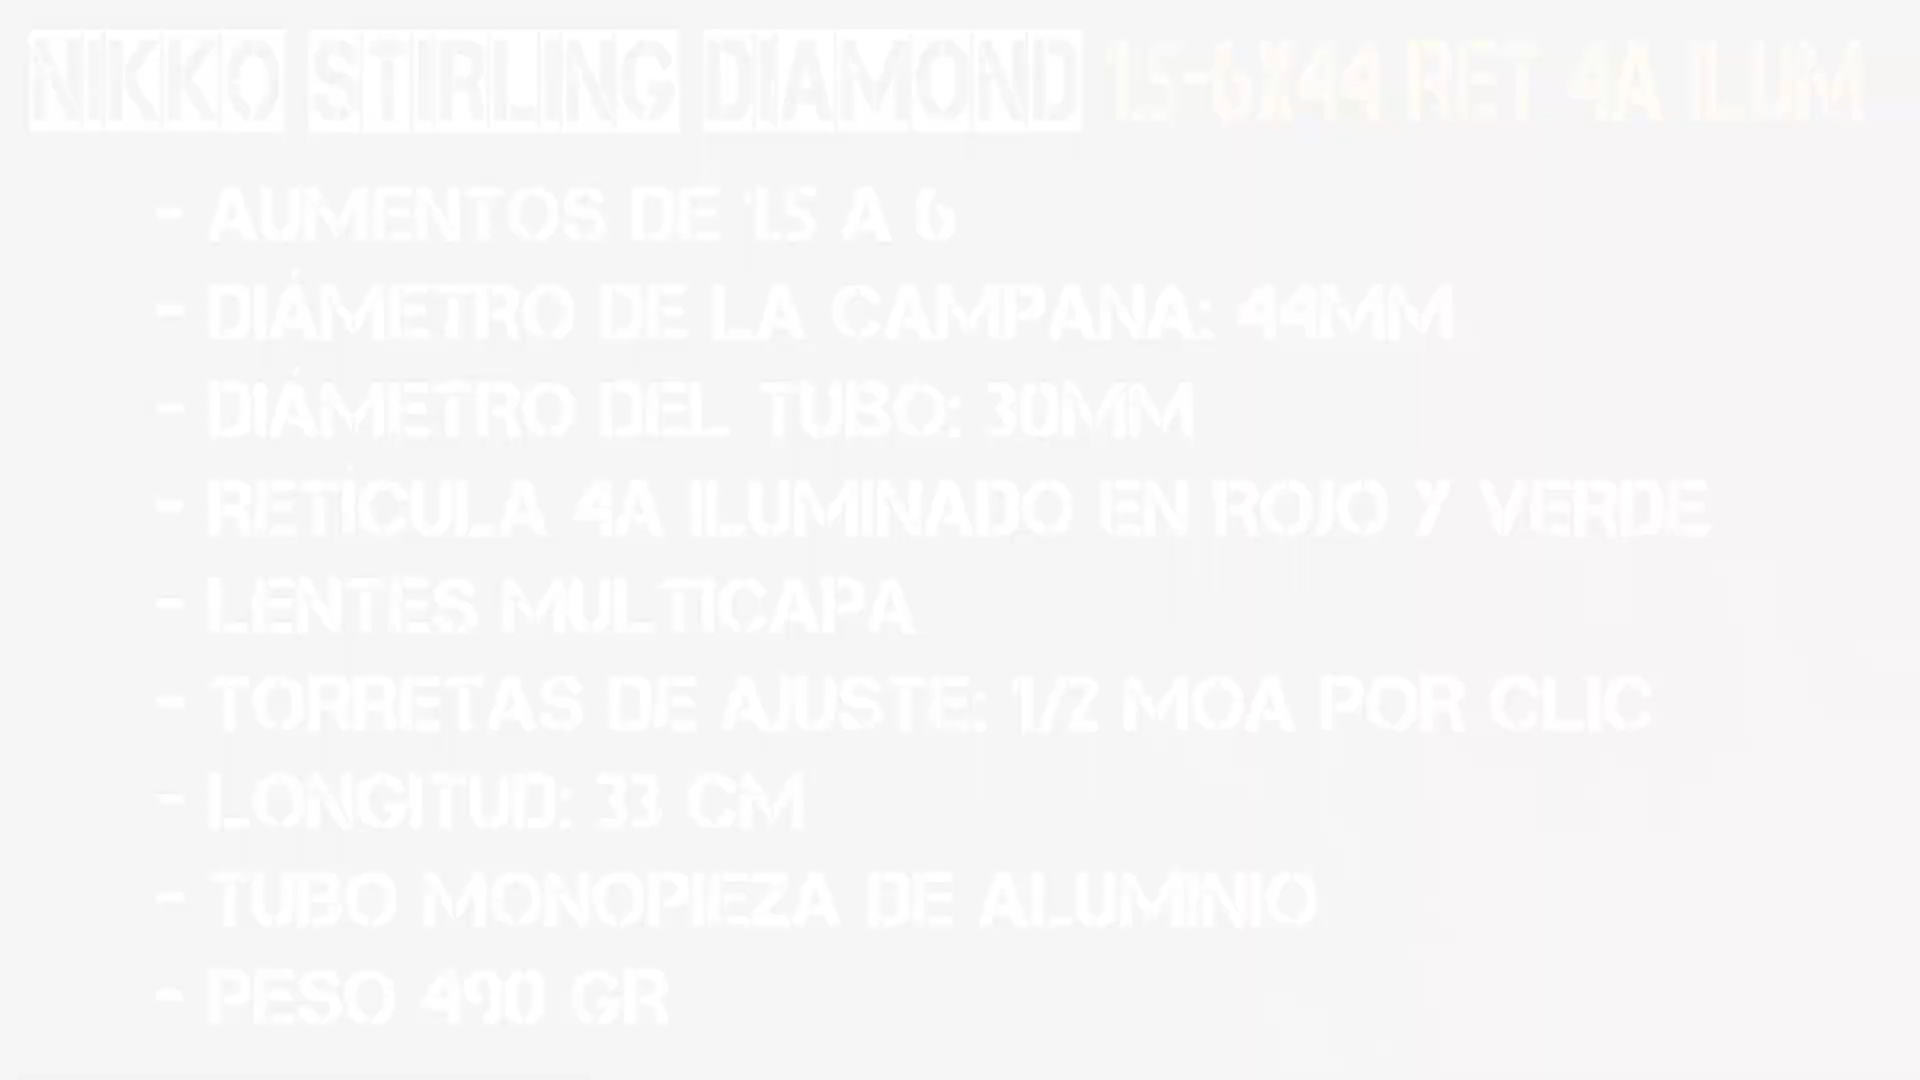 NIKKO STIRLING DIAMOND 1.5-6X44 RET 4A ILUM
- AUMENTOS DE 1.5 A 6
- DIÁMETRO DE LA CAMPANA: 44MM
- DIÁMETRO DEL TUBO: 30MM
- RETÍCULA 4A ILUMINADO EN ROJO Y VERDE
- LENTES MULTICAPA
- TORRETAS DE AJUSTE: 1/2 MOA POR CLIC
- LONGITUD: 33 CM
- TUBO MONOPIEZA DE ALUMINIO
- PESO 490 GR